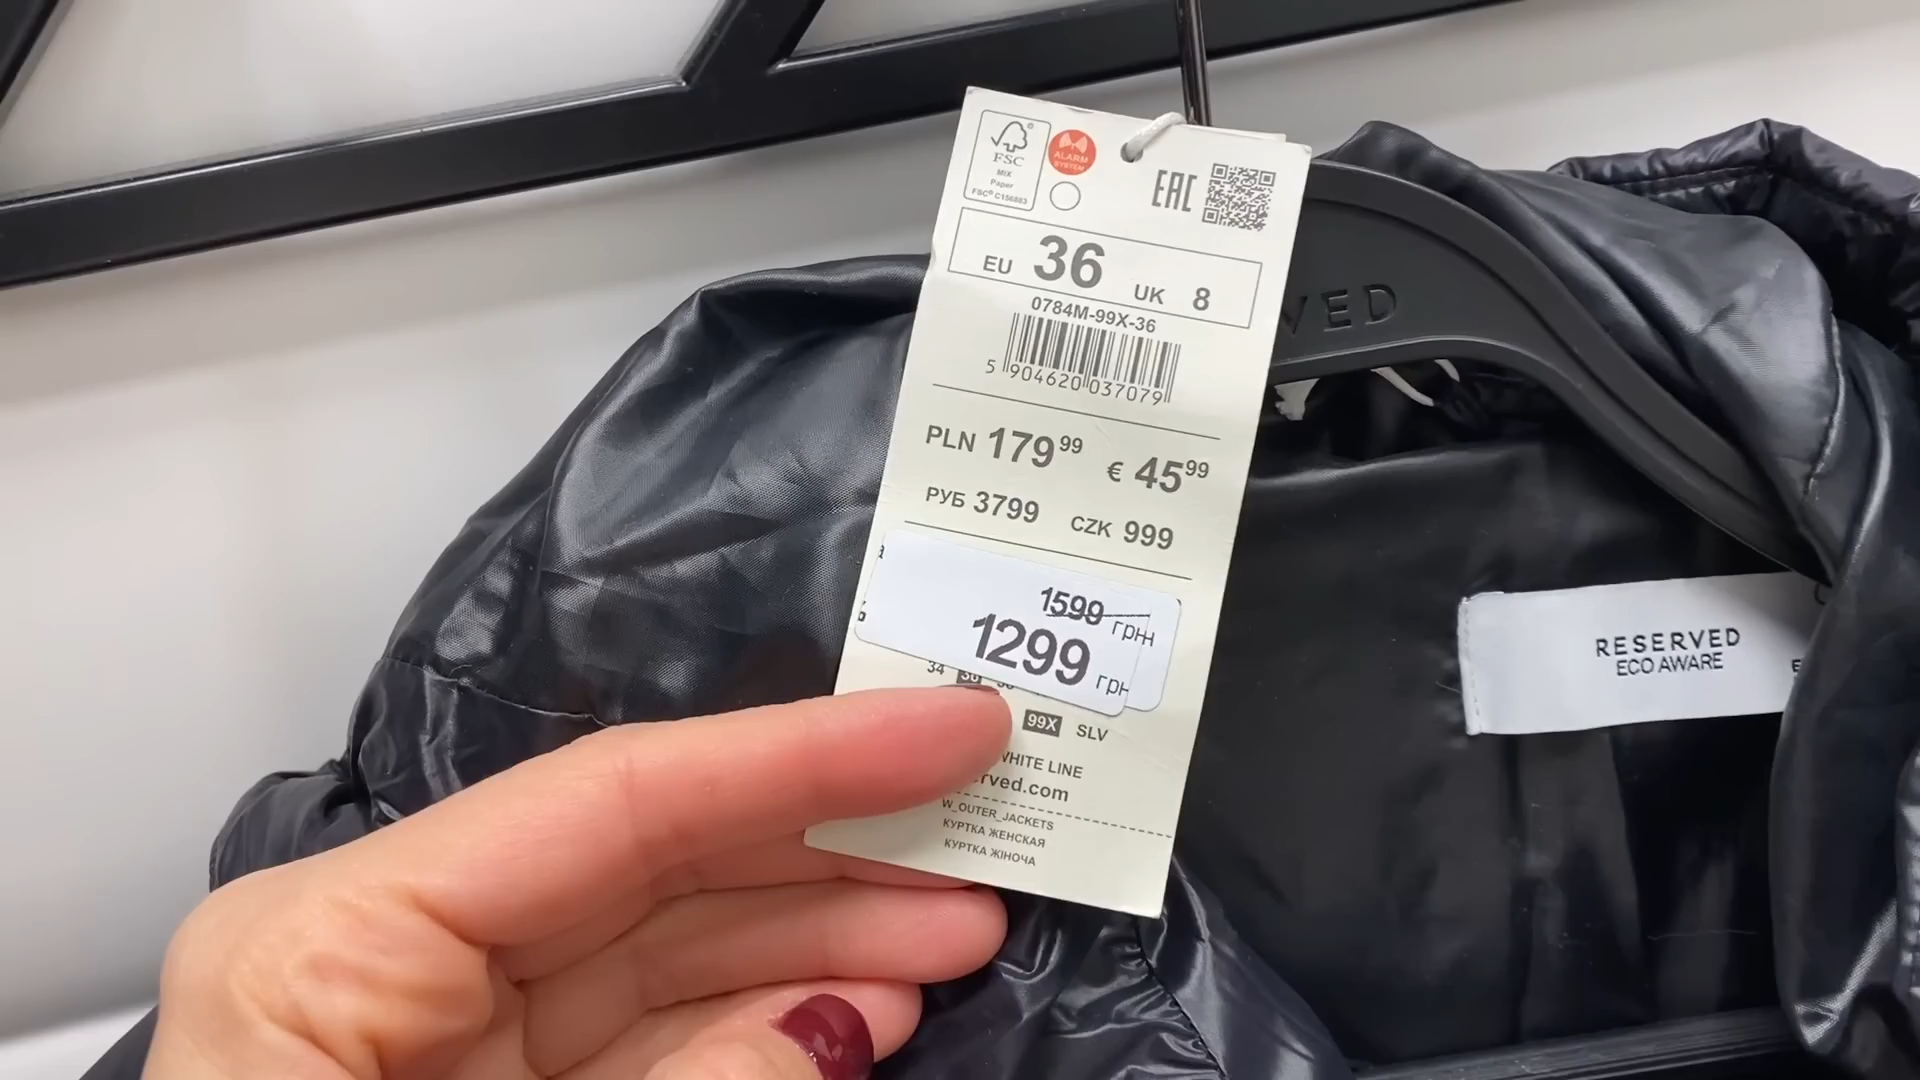 FSC
MIX
Paper
FSC® C156883
ALARM
SYSTEM
EAC
EU 36 UK 8
0784M-99X-36
5 904620 037079
PLN 179 99 € 45 99
РУБ 3799 CZK 999
1599 грн
1299 грн
34 36
99X SLV
WHITE LINE
rved.com
W_OUTER_JACKETS
КУРТКА ЖЕНСКАЯ
КУРТКА ЖІНОЧА
VED
RESERVED
ECO AWARE